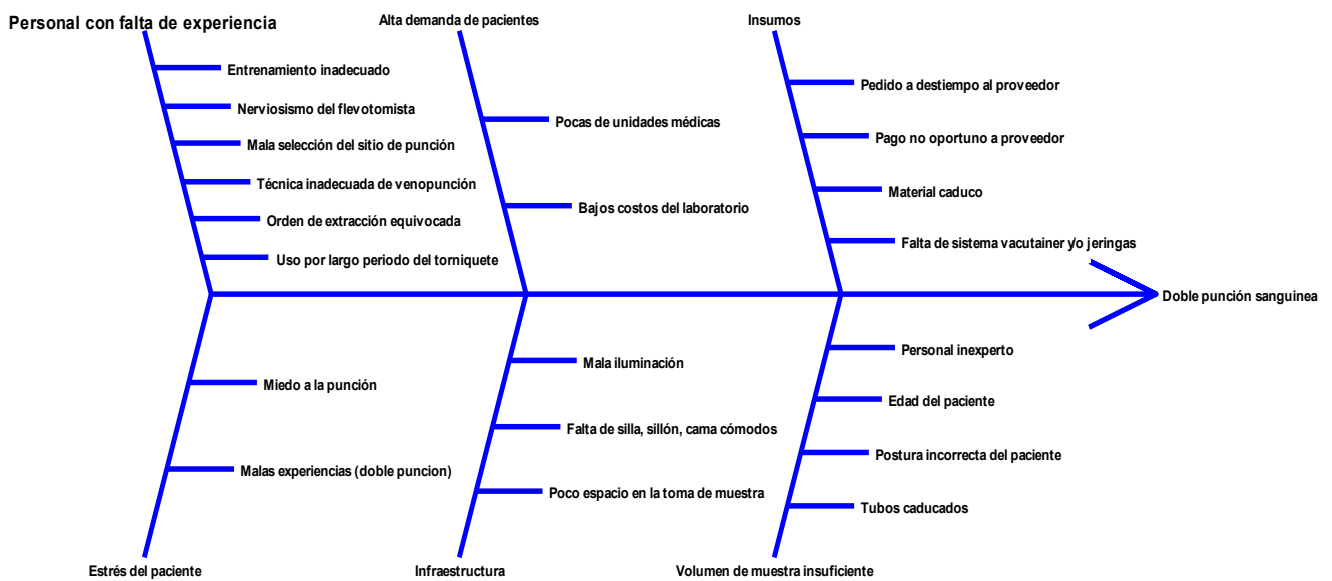 Personal con falta de experiencia
Alta demanda de pacientes
Insumos
Entrenamiento inadecuado
Nerviosismo del flevotomista
Mala selección del sitio de punción
Técnica inadecuada de venopunción
Orden de extracción equivocada
Uso por largo periodo del torniquete
Pocas de unidades médicas
Bajos costos del laboratorio
Pedido a destiempo al proveedor
Pago no oportuno a proveedor
Material caduco
Falta de sistema vacutainer y/o jeringas
Doble punción sanguinea
Miedo a la punción
Malas experiencias (doble puncion)
Mala iluminación
Falta de silla, sillón, cama cómodos
Poco espacio en la toma de muestra
Personal inexperto
Edad del paciente
Postura incorrecta del paciente
Tubos caducados
Estrés del paciente
Infraestructura
Volumen de muestra insuficiente